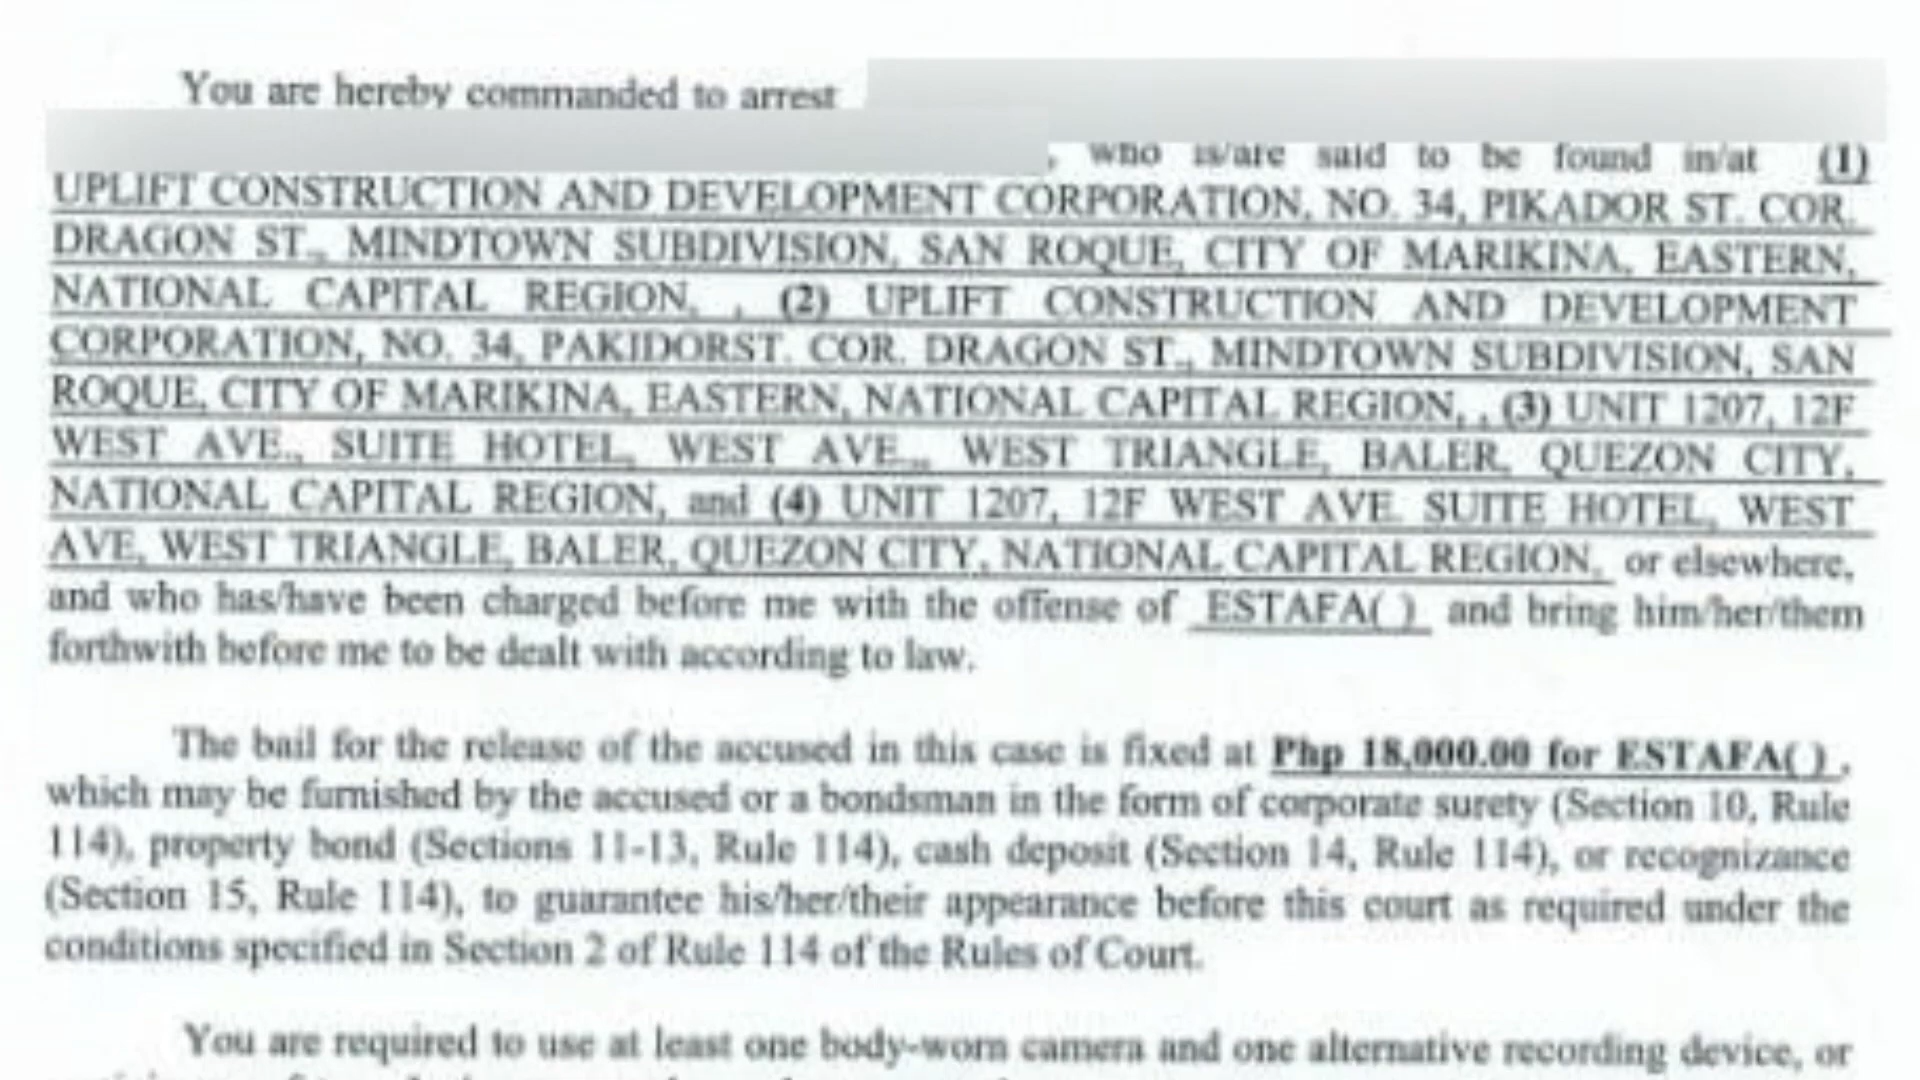 You are hereby commanded to arrest
, who is/are said to be found in/at (1)
UPLIFT CONSTRUCTION AND DEVELOPMENT CORPORATION, NO. 34, PIKADOR ST. COR.
DRAGON ST., MINDTOWN SUBDIVISION, SAN ROQUE, CITY OF MARIKINA, EASTERN,
NATIONAL CAPITAL REGION, , (2) UPLIFT CONSTRUCTION AND DEVELOPMENT
CORPORATION, NO. 34, PAKIDORST. COR. DRAGON ST., MINDTOWN SUBDIVISION, SAN
ROQUE, CITY OF MARIKINA, EASTERN, NATIONAL CAPITAL REGION, , (3) UNIT 1207, 12F
WEST AVE., SUITE HOTEL, WEST AVE.,, WEST TRIANGLE, BALER, QUEZON CITY,
NATIONAL CAPITAL REGION, and (4) UNIT 1207, 12F WEST AVE. SUITE HOTEL, WEST
AVE, WEST TRIANGLE, BALER, QUEZON CITY, NATIONAL CAPITAL REGION, or elsewhere,
and who has/have been charged before me with the offense of ESTAFA( ) and bring him/her/them
forthwith before me to be dealt with according to law.
The bail for the release of the accused in this case is fixed at Php 18,000.00 for ESTAFA( ) ,
which may be furnished by the accused or a bondsman in the form of corporate surety (Section 10, Rule
114), property bond (Sections 11-13, Rule 114), cash deposit (Section 14, Rule 114), or recognizance
(Section 15, Rule 114), to guarantee his/her/their appearance before this court as required under the
conditions specified in Section 2 of Rule 114 of the Rules of Court.
You are required to use at least one body-worn camera and one alternative recording device, or